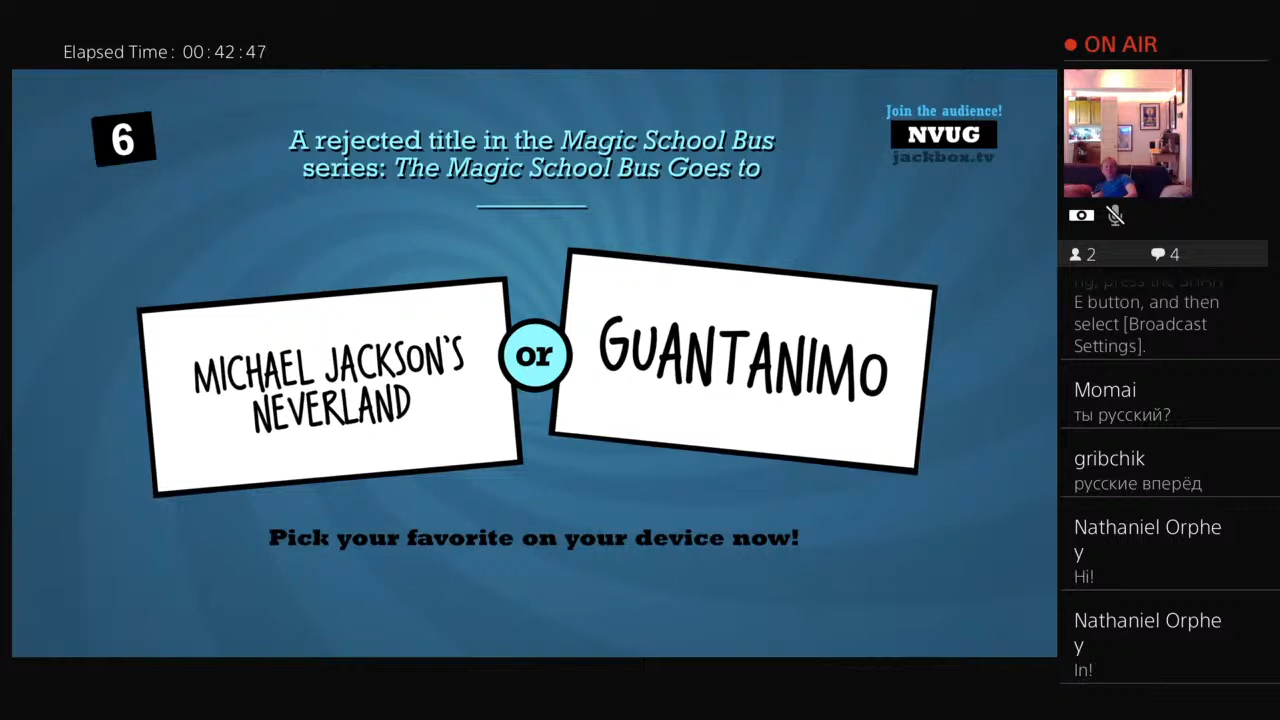 Elapsed Time: 00:42:47
ON AIR
6
A rejected title in the Magic School Bus
series: The Magic School Bus Goes to
Join the audience!
NVUG
jackbox.tv
MICHAEL JACKSON'S
NEVERLAND
or
GUANTANIMO
Pick your favorite on your device now!
2
4
E button, and then
select [Broadcast
Settings].
Momai
ты русский?
gribchik
русские вперёд
Nathaniel Orphe
y
Hi!
Nathaniel Orphe
y
In!